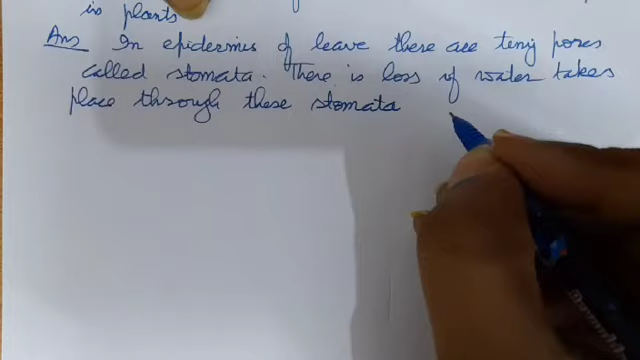 in plants
Ans In epidermis of leave there are teny pores
called stomata. There is loss of water takes
place through these stomata